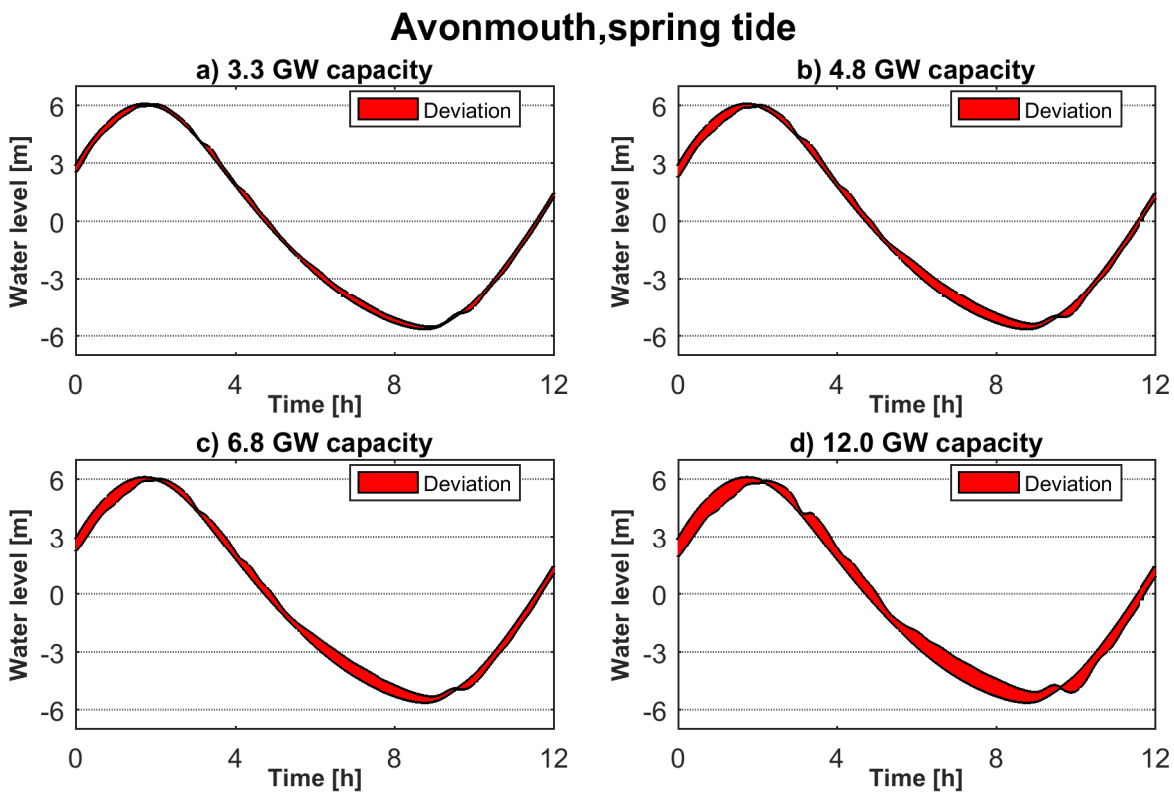 Avonmouth,spring tide
a) 3.3 GW capacity
Deviation
Water level [m]
6
3
0
-3
-6
0
4
8
12
Time [h]
b) 4.8 GW capacity
Deviation
Water level [m]
6
3
0
-3
-6
0
4
8
12
Time [h]
c) 6.8 GW capacity
Deviation
Water level [m]
6
3
0
-3
-6
0
4
8
12
Time [h]
d) 12.0 GW capacity
Deviation
Water level [m]
6
3
0
-3
-6
0
4
8
12
Time [h]